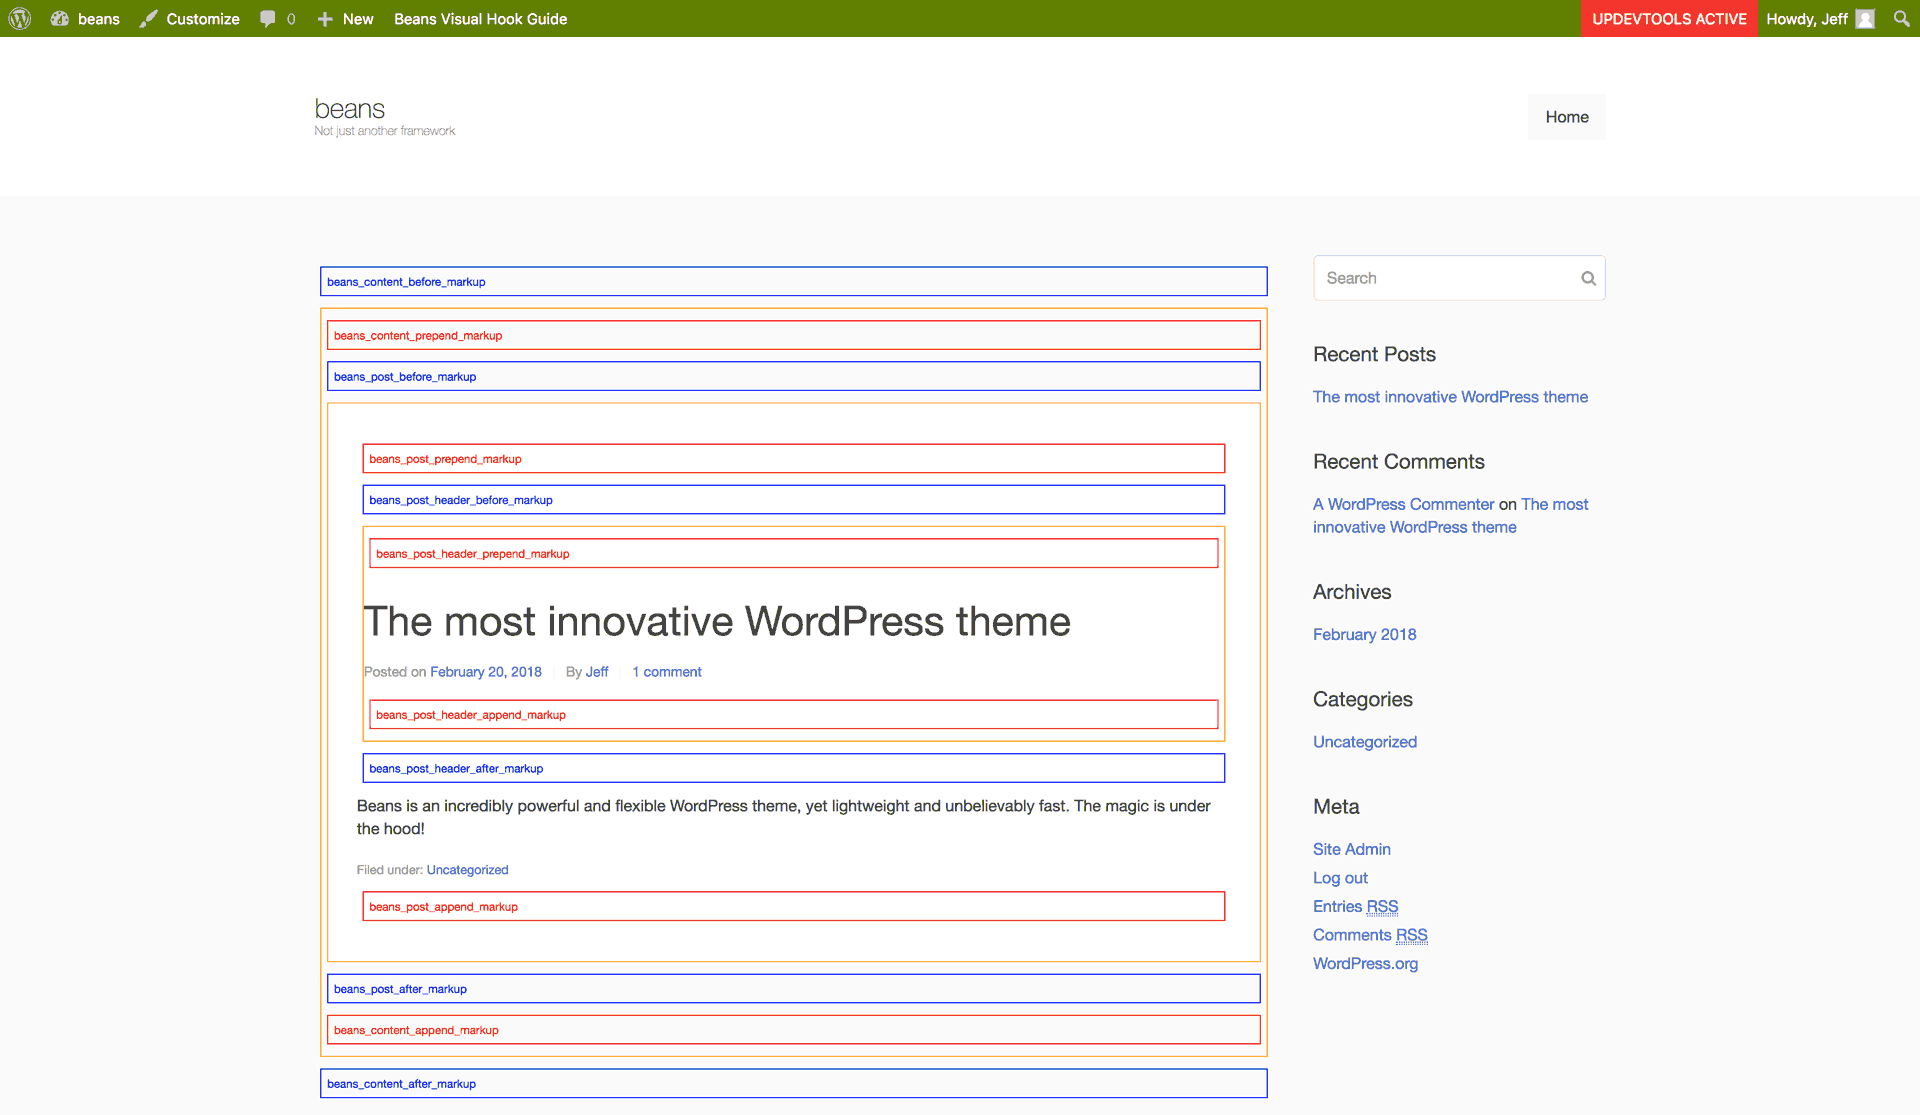 beans Customize 0 New Beans Visual Hook Guide UPDEVTOOLS ACTIVE Howdy, Jeff
beans
Not just another framework
Home
beans_content_before_markup
beans_content_prepend_markup
beans_post_before_markup
beans_post_prepend_markup
beans_post_header_before_markup
beans_post_header_prepend_markup
The most innovative WordPress theme
Posted on February 20, 2018 By Jeff 1 comment
beans_post_header_append_markup
beans_post_header_after_markup
Beans is an incredibly powerful and flexible WordPress theme, yet lightweight and unbelievably fast. The magic is under
the hood!
Filed under: Uncategorized
beans_post_append_markup
beans_post_after_markup
beans_content_append_markup
beans_content_after_markup
Search
Recent Posts
The most innovative WordPress theme
Recent Comments
A WordPress Commenter on The most
innovative WordPress theme
Archives
February 2018
Categories
Uncategorized
Meta
Site Admin
Log out
Entries RSS
Comments RSS
WordPress.org